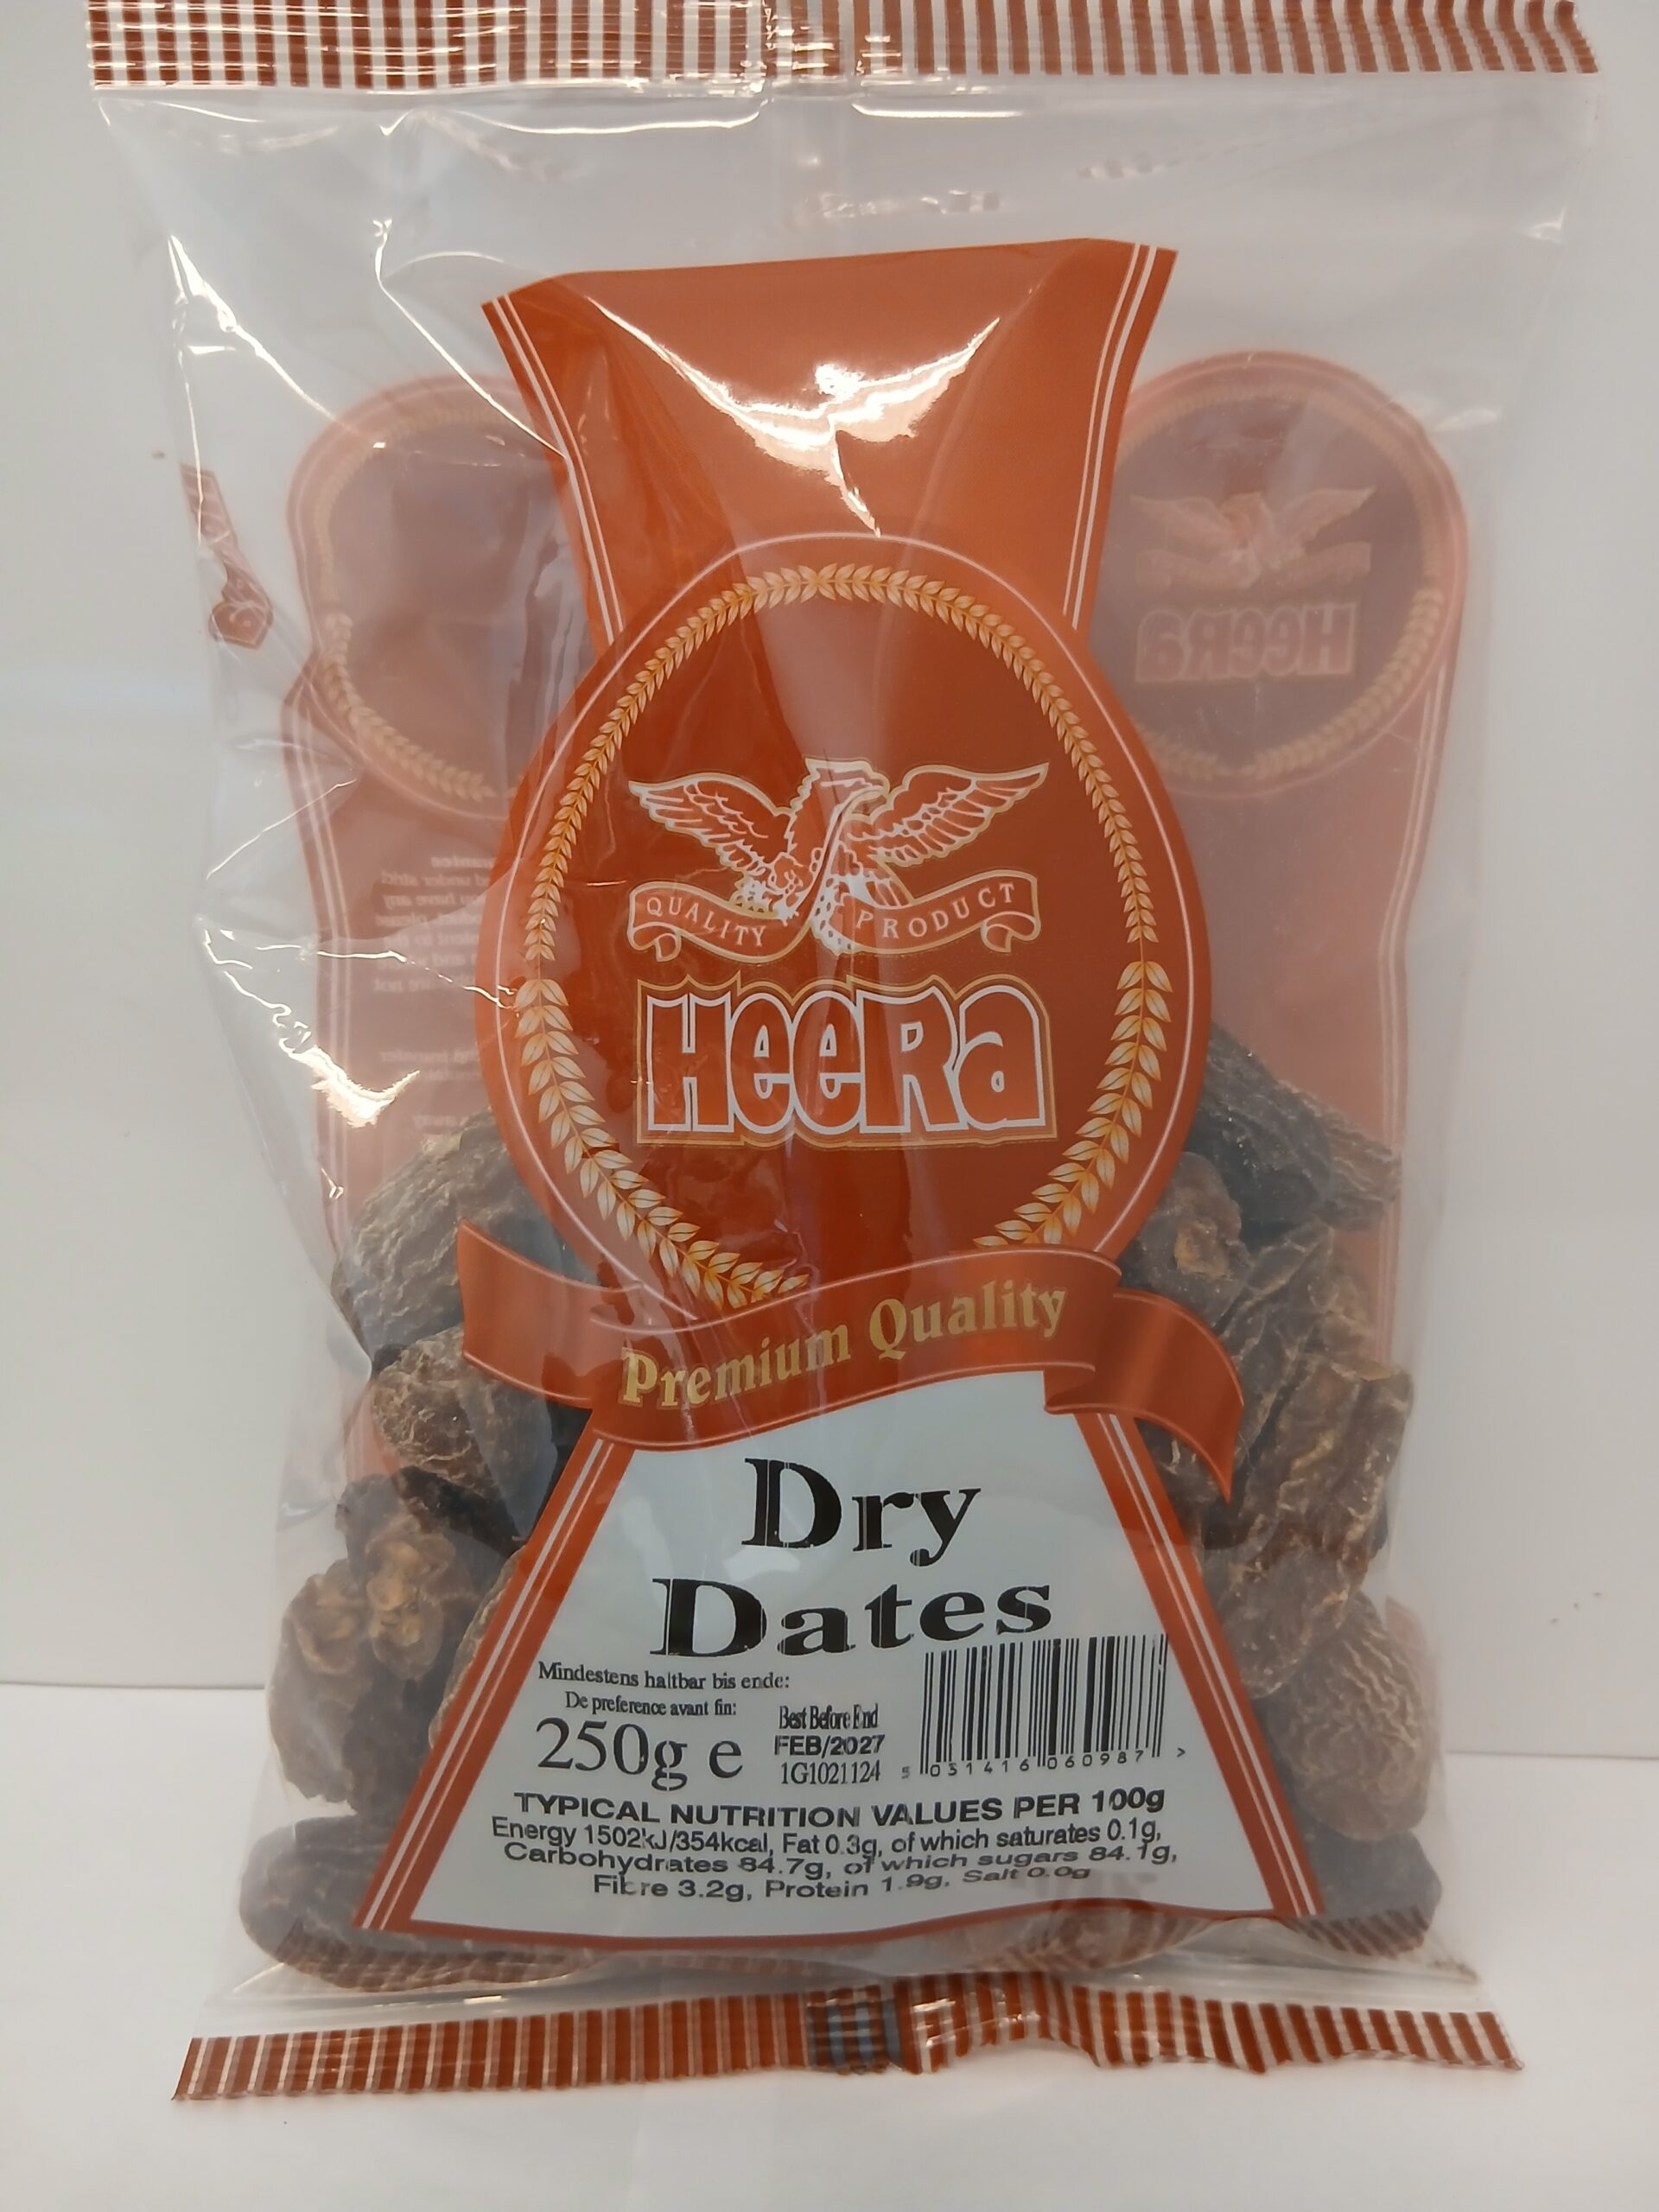 QUALITY PRODUCT
HeeRa
HeeRa
Premium Quality
Dry
Dates
Mindestens haltbar bis ende:
De preference avant fin:
250g e
Best Before End
FEB/2027
1G1021124
5 031416 060987 >
TYPICAL NUTRITION VALUES PER 100g
Energy 1502kJ/354kcal, Fat 0.3g, of which saturates 0.1g,
Carbohydrates 84.7g, of which sugars 84.1g,
Fibre 3.2g, Protein 1.9g, Salt 0.0g